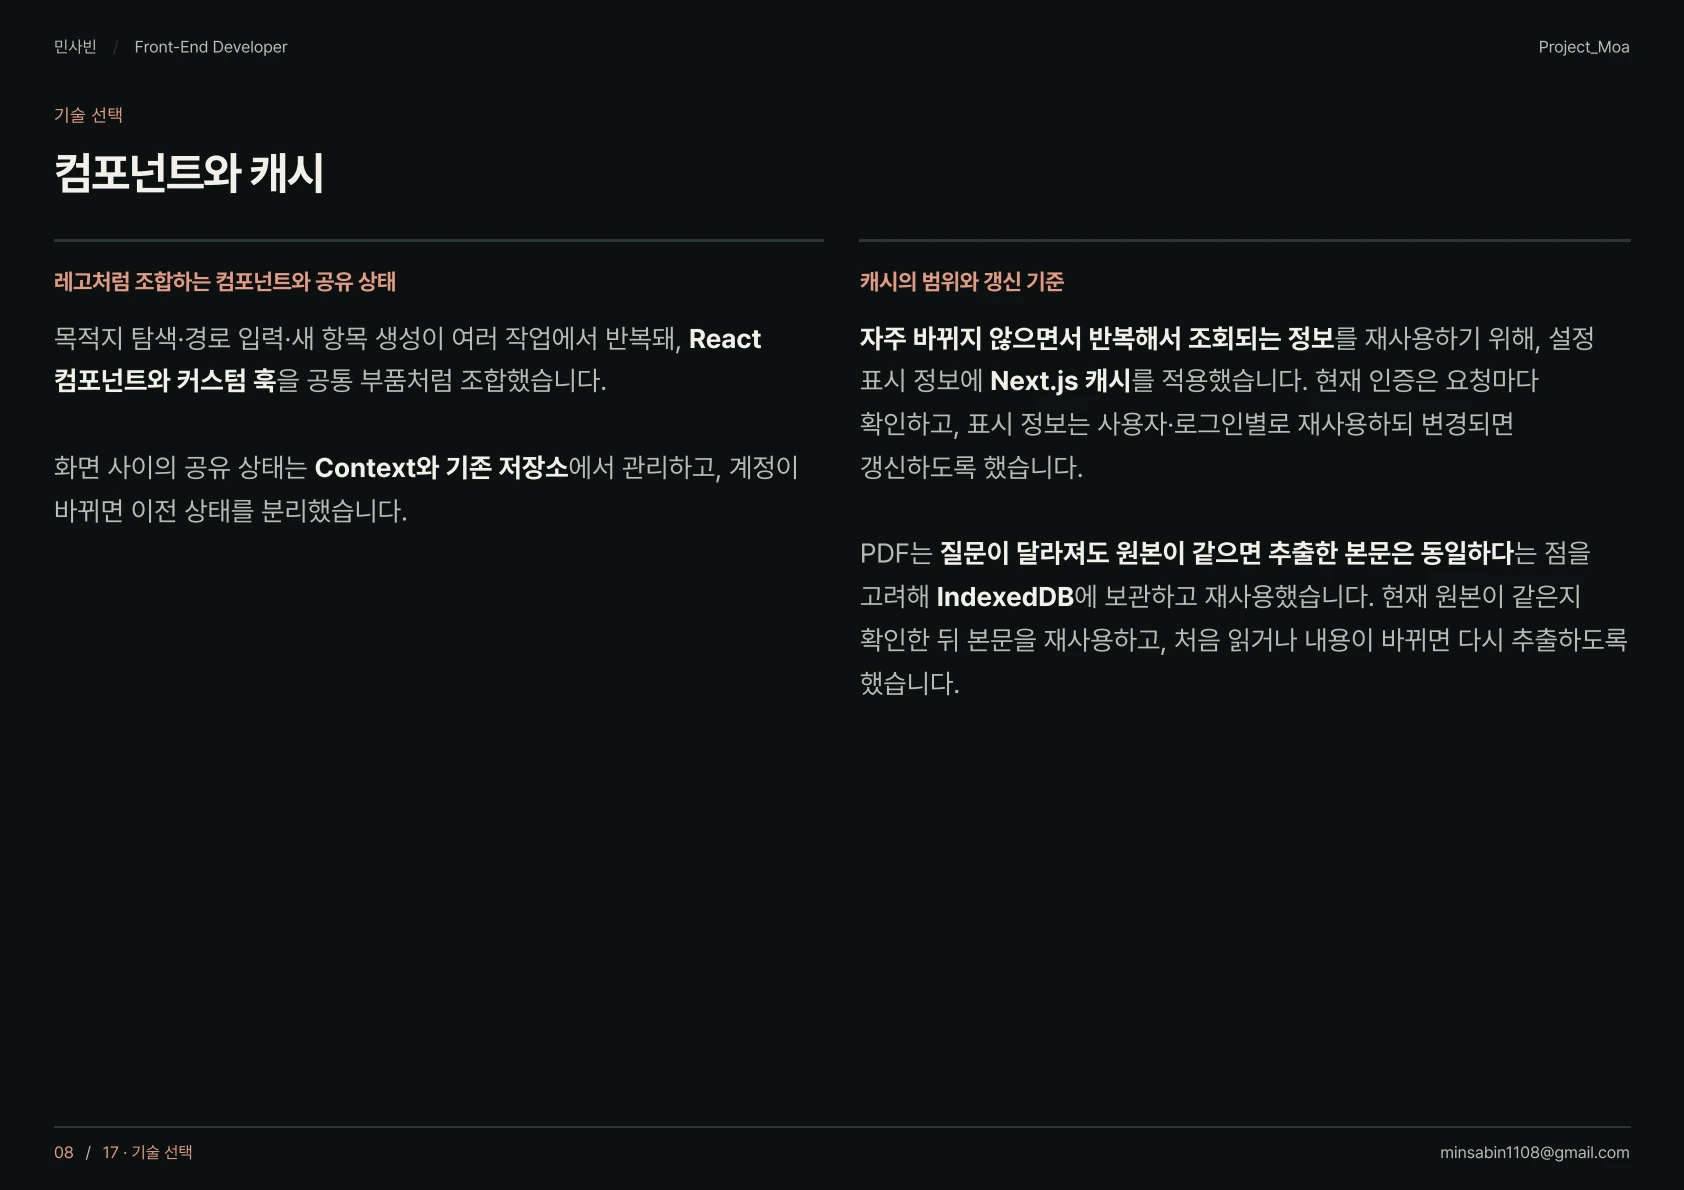 민사빈 / Front-End Developer
Project_Moa
기술 선택
컴포넌트와 캐시
레고처럼 조합하는 컴포넌트와 공유 상태
목적지 탐색·경로 입력·새 항목 생성이 여러 작업에서 반복돼, React
컴포넌트와 커스텀 훅을 공통 부품처럼 조합했습니다.
화면 사이의 공유 상태는 Context와 기존 저장소에서 관리하고, 계정이
바뀌면 이전 상태를 분리했습니다.
캐시의 범위와 갱신 기준
자주 바뀌지 않으면서 반복해서 조회되는 정보를 재사용하기 위해, 설정
표시 정보에 Next.js 캐시를 적용했습니다. 현재 인증은 요청마다
확인하고, 표시 정보는 사용자·로그인별로 재사용하되 변경되면
갱신하도록 했습니다.
PDF는 질문이 달라져도 원본이 같으면 추출한 본문은 동일하다는 점을
고려해 IndexedDB에 보관하고 재사용했습니다. 현재 원본이 같은지
확인한 뒤 본문을 재사용하고, 처음 읽거나 내용이 바뀌면 다시 추출하도록
했습니다.
08 / 17 · 기술 선택
minsabin1108@gmail.com